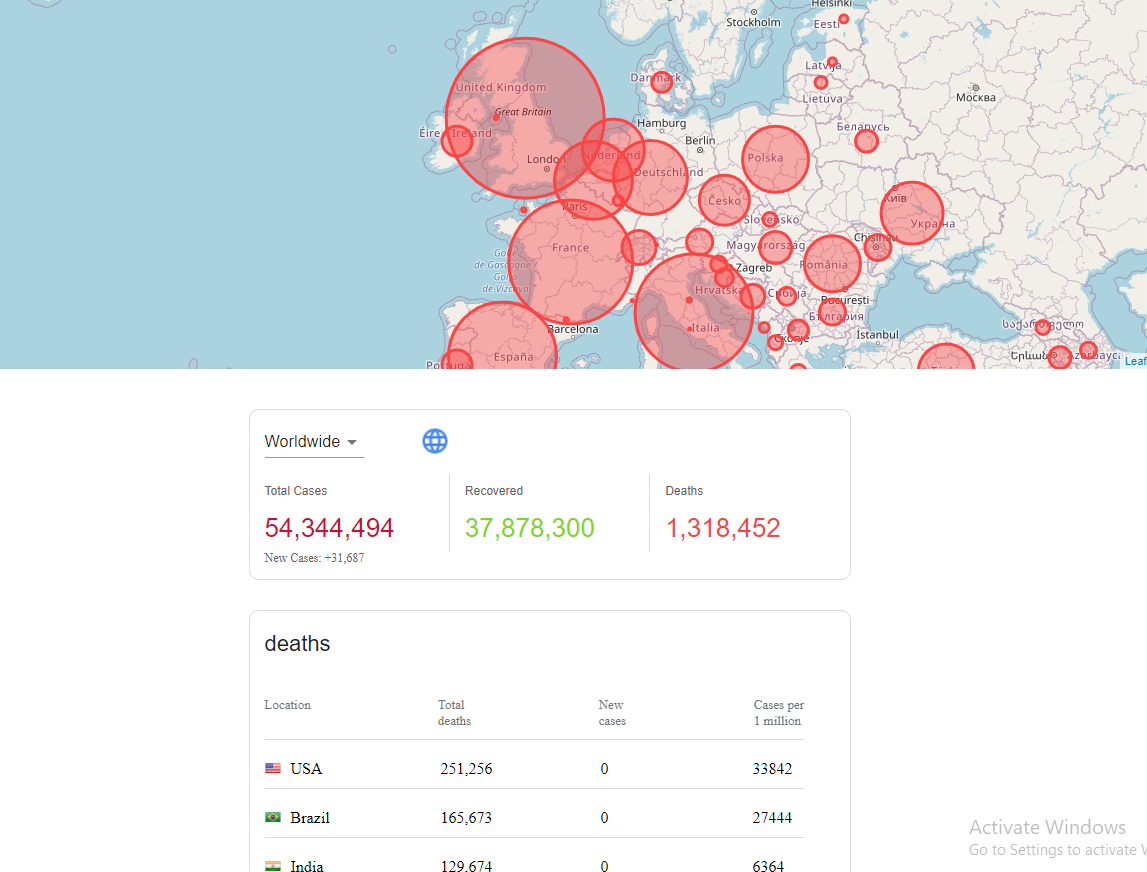 Helsinki
Stockholm
Eesti
Latvija
Danmark
Lietuva
United Kingdom
Москва
Great Britain
Hamburg
Éire / Ireland
Беларусь
Berlin
London
Nederland
Polska
Deutschland
Česko
Київ
Paris
Slovensko
Україна
France
Magyarország
Chișinău
Golfe
de Gascogne
Golfo
de Vizcaya
Zagreb
România
Hrvatska
Србија
București
България
Barcelona
Italia
Скопје
İstanbul
საქართველო
España
Երևան
Azərbayca
Portuga
Leaf
Worldwide
Total Cases
Recovered
Deaths
54,344,494
37,878,300
1,318,452
New Cases: +31,687
deaths
Location
Total
deaths
New
cases
Cases per
1 million
USA 251,256 0 33842
Brazil 165,673 0 27444
India 129,674 0 6364
Activate Windows
Go to Settings to activate W